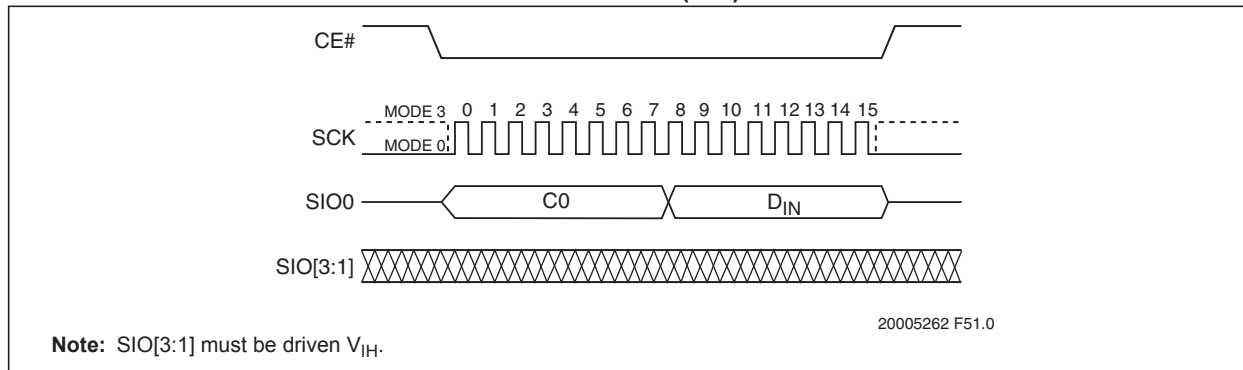 CE#
MODE 3 0 1 2 3 4 5 6 7 8 9 10 11 12 13 14 15
SCK
MODE 0
SIO0 C0 DIN
SIO[3:1]
20005262 F51.0
Note: SIO[3:1] must be driven VIH.